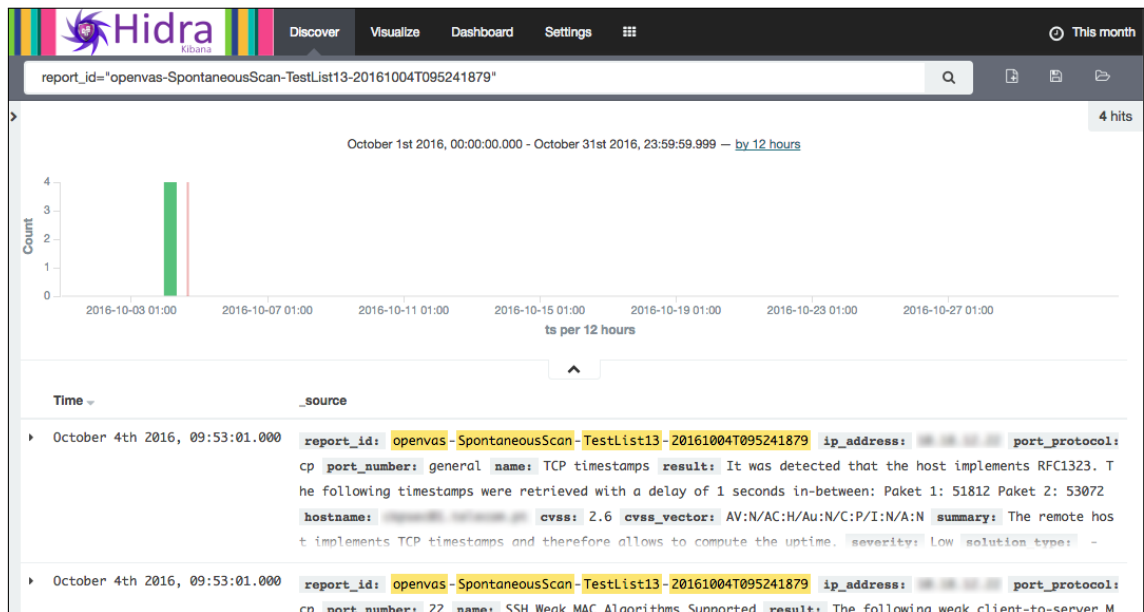 Hidra
Kibana
Discover Visualize Dashboard Settings This month
report_id="openvas-SpontaneousScan-TestList13-20161004T095241879"
4 hits
October 1st 2016, 00:00:00.000 - October 31st 2016, 23:59:59.999 — by 12 hours
4
3
2
1
0
Count
2016-10-03 01:00 2016-10-07 01:00 2016-10-11 01:00 2016-10-15 01:00 2016-10-19 01:00 2016-10-23 01:00 2016-10-27 01:00
ts per 12 hours
Time _source
October 4th 2016, 09:53:01.000 report_id: openvas-SpontaneousScan-TestList13-20161004T095241879 ip_address: port_protocol:
cp port_number: general name: TCP timestamps result: It was detected that the host implements RFC1323. T
he following timestamps were retrieved with a delay of 1 seconds in-between: Paket 1: 51812 Paket 2: 53072
hostname: cvss: 2.6 cvss_vector: AV:N/AC:H/Au:N/C:P/I:N/A:N summary: The remote hos
t implements TCP timestamps and therefore allows to compute the uptime. severity: Low solution_type: -
October 4th 2016, 09:53:01.000 report_id: openvas-SpontaneousScan-TestList13-20161004T095241879 ip_address: port_protocol:
cp port_number: 22 name: SSH Weak MAC Algorithms Supported result: The following weak client-to-server M